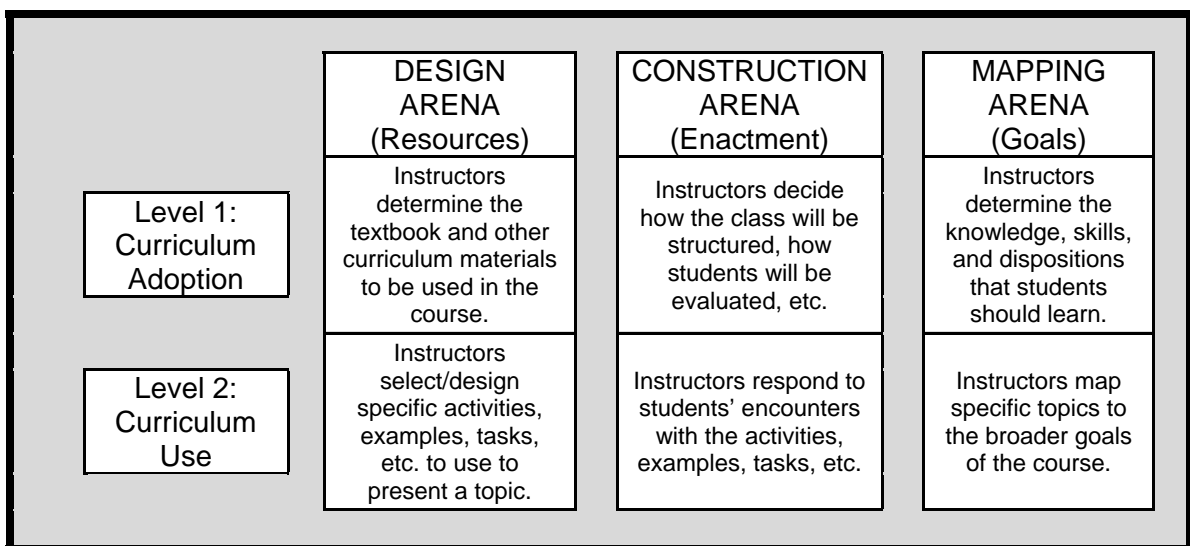 DESIGN
ARENA
(Resources)
CONSTRUCTION
ARENA
(Enactment)
MAPPING
ARENA
(Goals)
Level 1:
Curriculum
Adoption
Instructors
determine the
textbook and other
curriculum materials
to be used in the
course.
Instructors decide
how the class will be
structured, how
students will be
evaluated, etc.
Instructors
determine the
knowledge, skills,
and dispositions
that students
should learn.
Level 2:
Curriculum
Use
Instructors
select/design
specific activities,
examples, tasks,
etc. to use to
present a topic.
Instructors respond to
students’ encounters
with the activities,
examples, tasks, etc.
Instructors map
specific topics to
the broader goals
of the course.